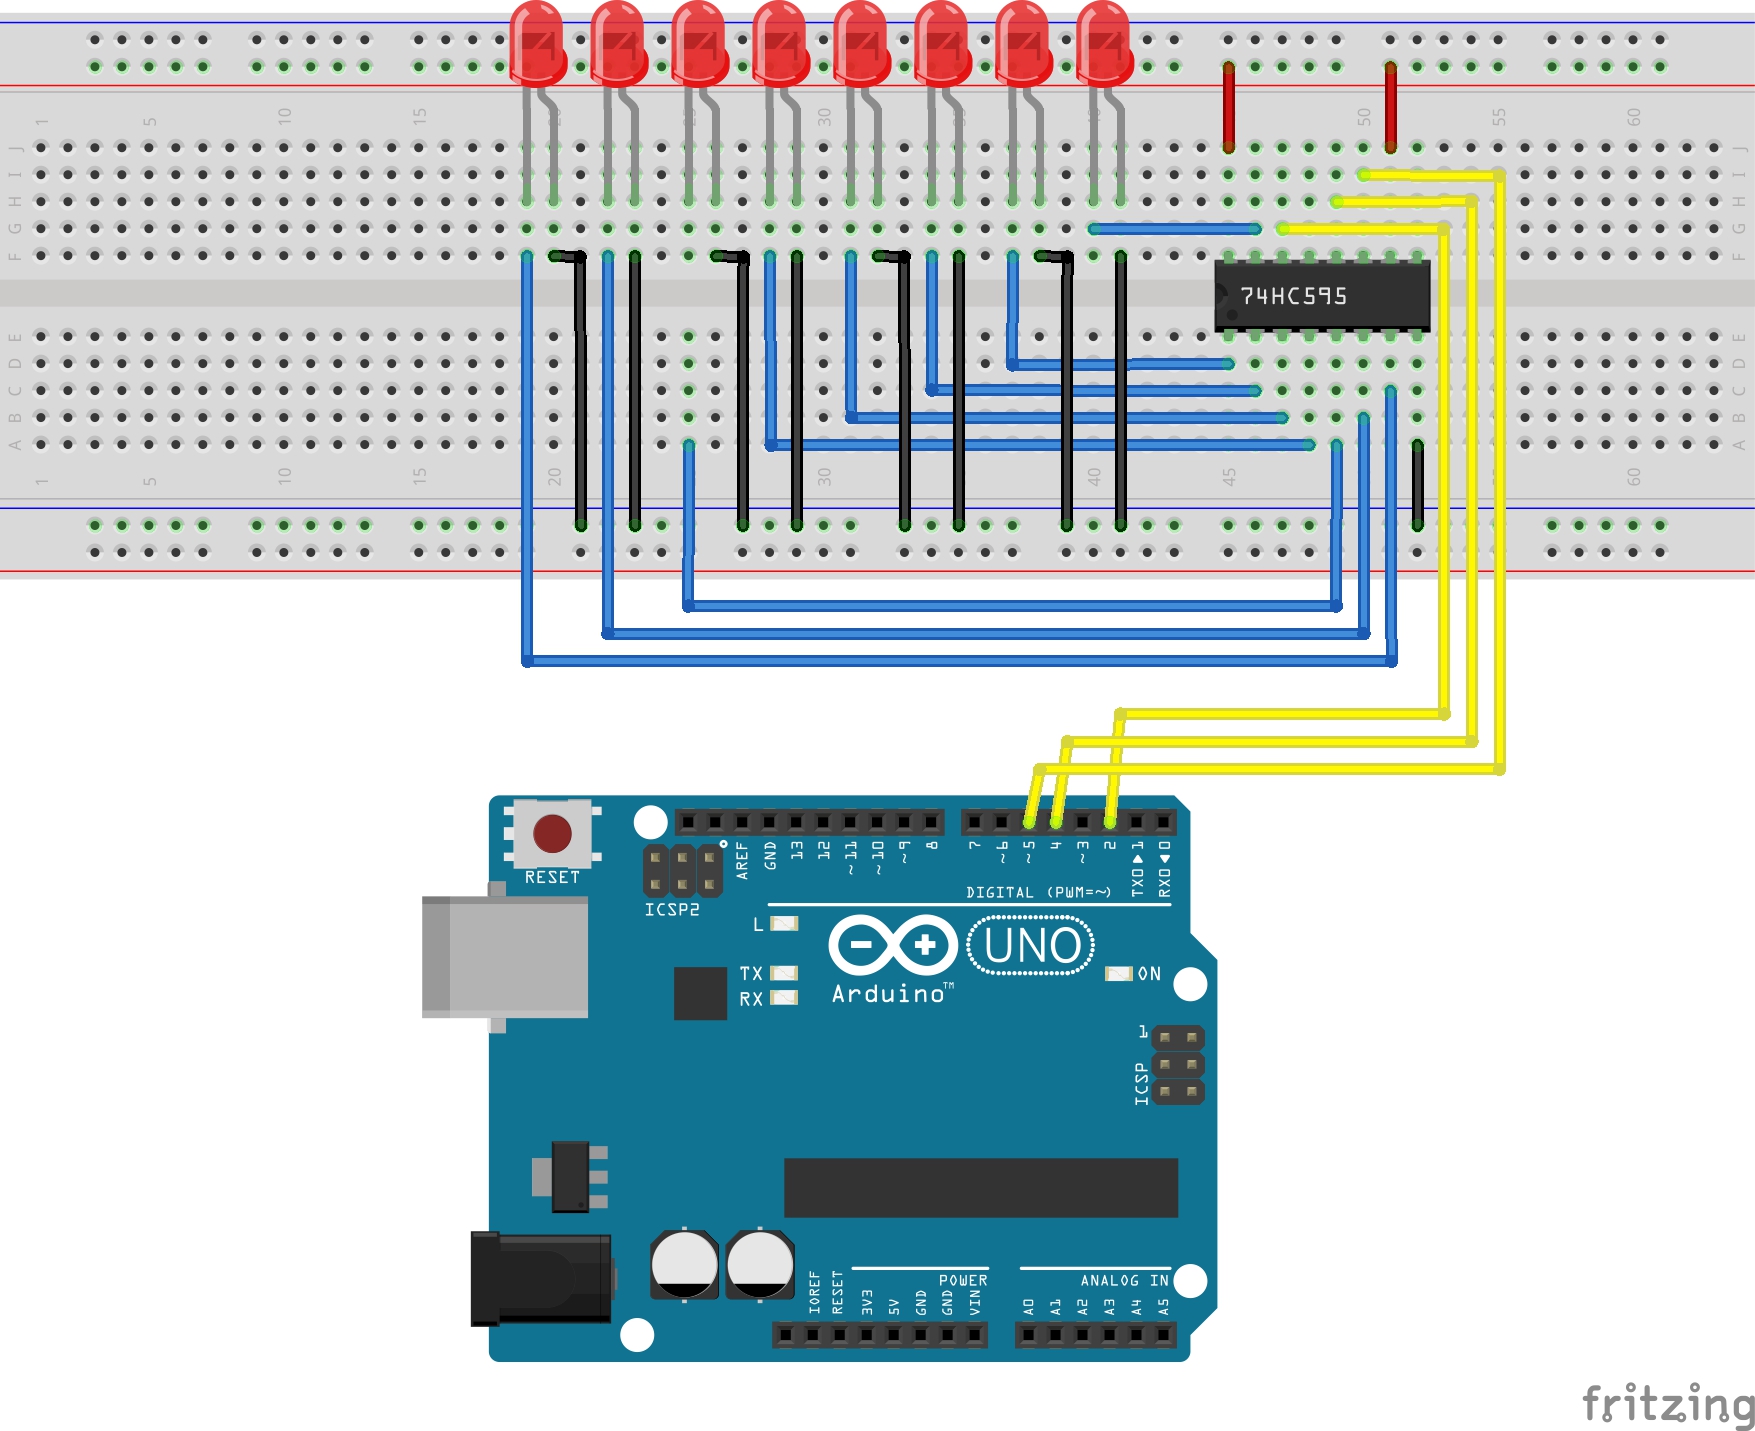 1 5 10 15 20 25 30 35 40 45 50 55 60
J J
I I
H H
G G
F F
74HC595
E E
D D
C C
B B
A A
1 5 10 15 20 30 40 45 60
RESET
ICSP2
AREF GND 13 12 ~11 ~10 ~9 8 7 ~6 ~5 4 ~3 2 TX0▶1 RX0◀0
DIGITAL (PWM=~)
L
TX
RX
UNO
Arduino™
ON
1
ICSP
IOREF RESET 3V3 5V GND GND VIN
POWER
A0 A1 A2 A3 A4 A5
ANALOG IN
fritzing